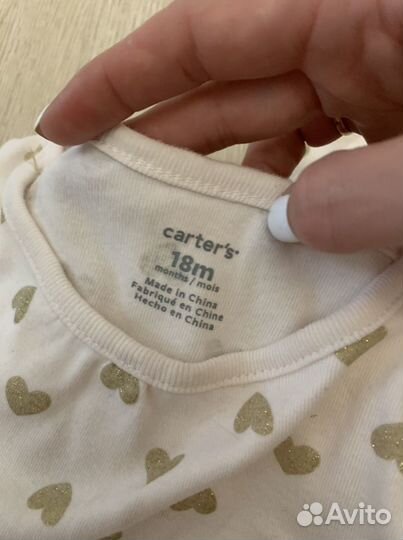 carter's
18m
months / mois
Made in China
Fabriqué en Chine
Hecho en China
Avito